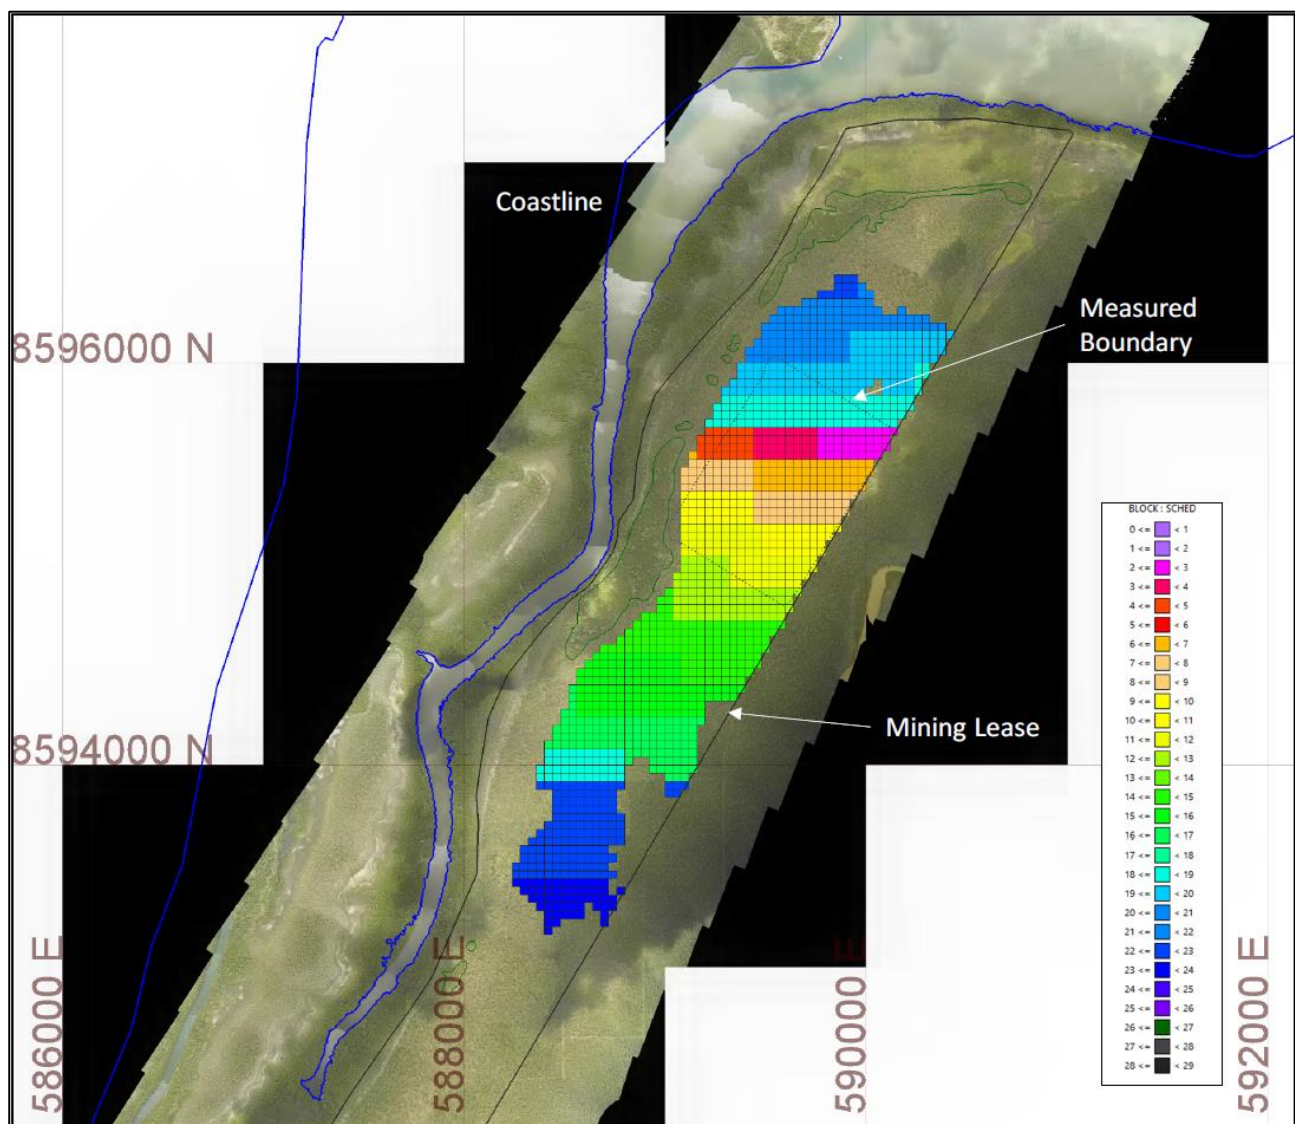 Coastline
Measured
Boundary
8596000 N
BLOCK : SCHED
0 <= < 1
1 <= < 2
2 <= < 3
3 <= < 4
4 <= < 5
5 <= < 6
6 <= < 7
7 <= < 8
8 <= < 9
9 <= < 10
10 <= < 11
11 <= < 12
12 <= < 13
13 <= < 14
14 <= < 15
15 <= < 16
16 <= < 17
17 <= < 18
18 <= < 19
19 <= < 20
20 <= < 21
21 <= < 22
22 <= < 23
23 <= < 24
24 <= < 25
25 <= < 26
26 <= < 27
27 <= < 28
28 <= < 29
Mining Lease
8594000 N
586000 E
588000 E
590000 E
592000 E